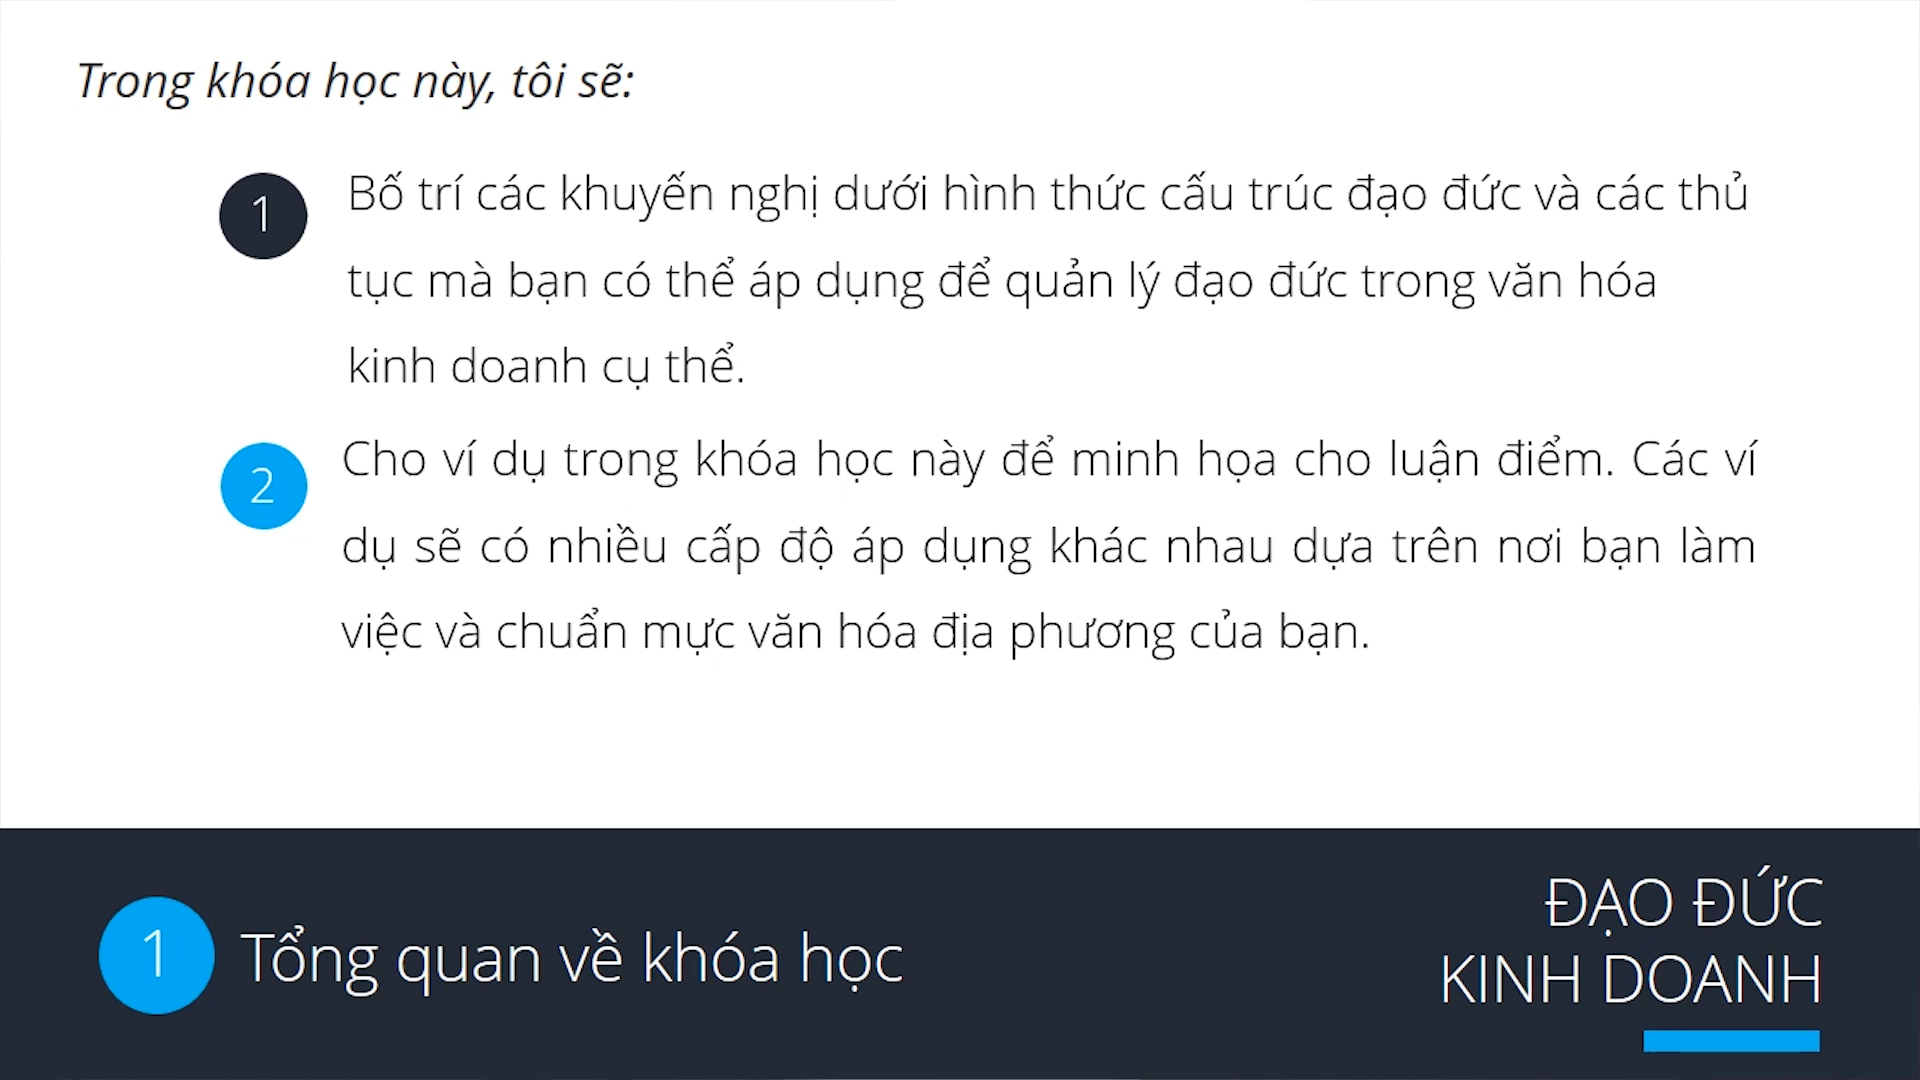 Trong khóa học này, tôi sẽ:
1
Bố trí các khuyến nghị dưới hình thức cấu trúc đạo đức và các thủ
tục mà bạn có thể áp dụng để quản lý đạo đức trong văn hóa
kinh doanh cụ thể.
2
Cho ví dụ trong khóa học này để minh họa cho luận điểm. Các ví
dụ sẽ có nhiều cấp độ áp dụng khác nhau dựa trên nơi bạn làm
việc và chuẩn mực văn hóa địa phương của bạn.
1
Tổng quan về khóa học
ĐẠO ĐỨC
KINH DOANH